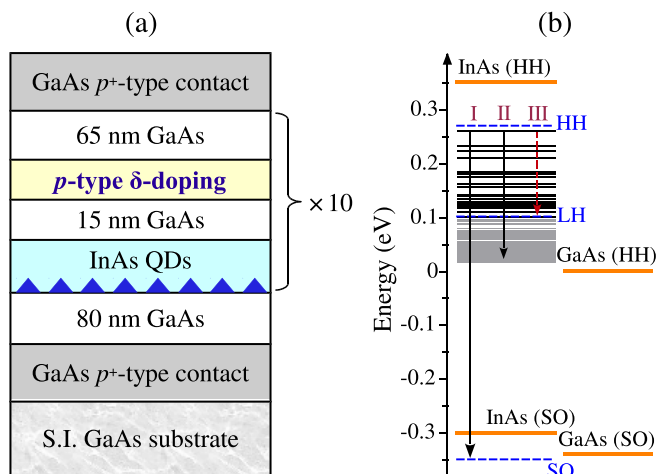 (a)
GaAs p⁺-type contact
65 nm GaAs
p-type δ-doping
15 nm GaAs
InAs QDs
80 nm GaAs
GaAs p⁺-type contact
S.I. GaAs substrate
×10
(b)
Energy (eV)
0.3
0.2
0.1
0
-0.1
-0.2
-0.3
InAs (HH)
I II III
HH
LH
GaAs (HH)
InAs (SO)
GaAs (SO)
SO